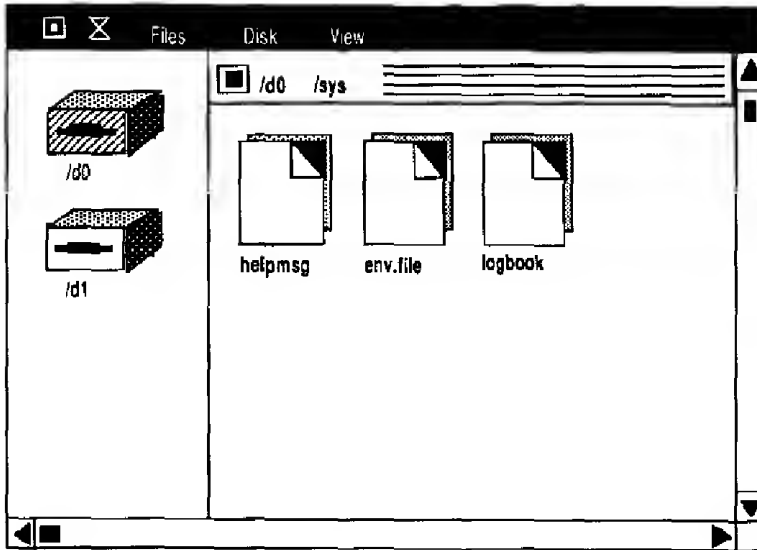 Files Disk View
/d0 /sys
/d0
helpmsg env.file logbook
/d1